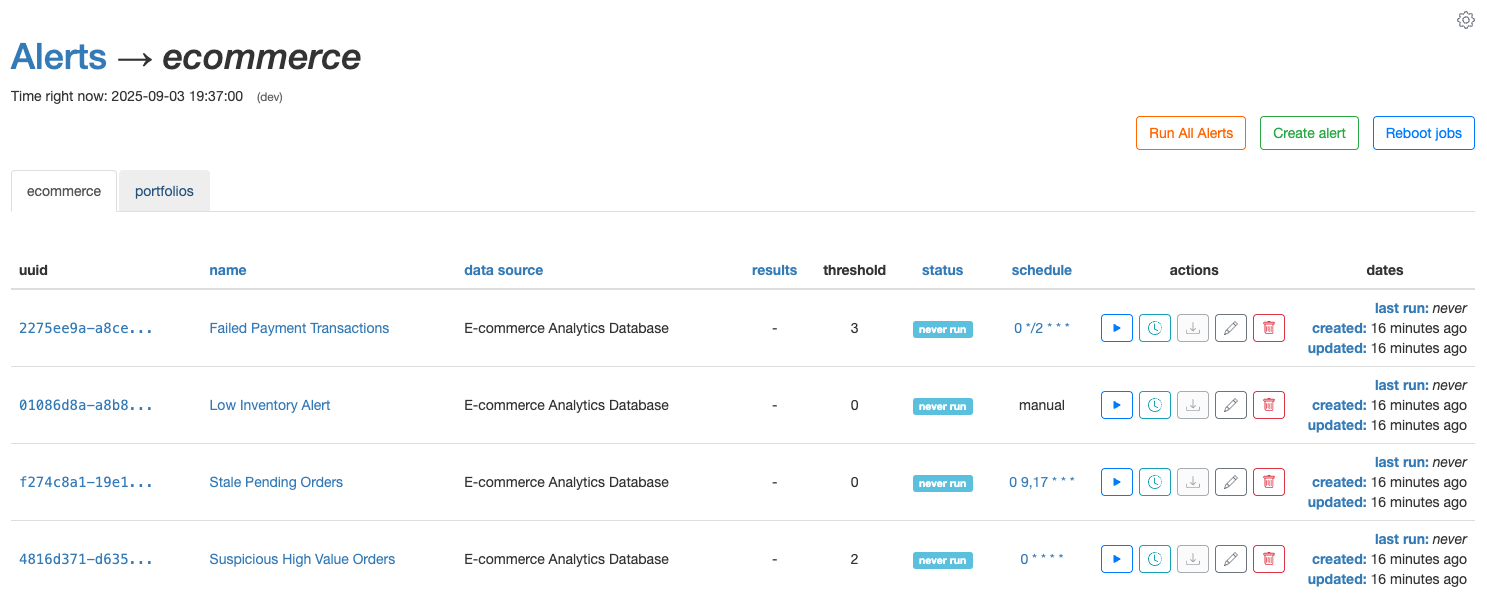 Alerts → ecommerce
Time right now: 2025-09-03 19:37:00 (dev)
Run All Alerts Create alert Reboot jobs
ecommerce portfolios
uuid name data source results threshold status schedule actions dates
2275ee9a-a8ce... Failed Payment Transactions E-commerce Analytics Database - 3 never run 0 */2 * * * last run: never
created: 16 minutes ago
updated: 16 minutes ago
01086d8a-a8b8... Low Inventory Alert E-commerce Analytics Database - 0 never run manual last run: never
created: 16 minutes ago
updated: 16 minutes ago
f274c8a1-19e1... Stale Pending Orders E-commerce Analytics Database - 0 never run 0 9,17 * * * last run: never
created: 16 minutes ago
updated: 16 minutes ago
4816d371-d635... Suspicious High Value Orders E-commerce Analytics Database - 2 never run 0 * * * * last run: never
created: 16 minutes ago
updated: 16 minutes ago